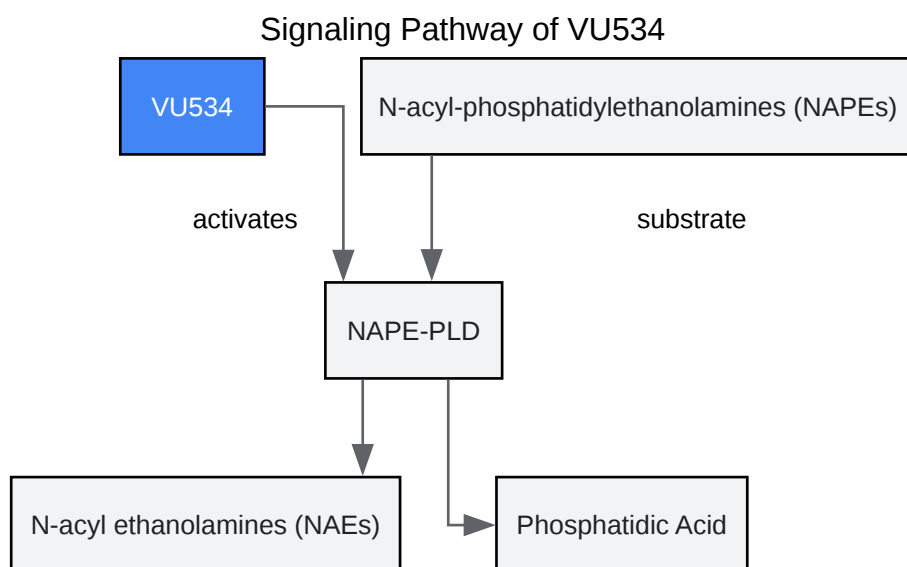 Signaling Pathway of VU534
VU534
N-acyl-phosphatidylethanolamines (NAPEs)
activates
substrate
NAPE-PLD
N-acyl ethanolamines (NAEs)
Phosphatidic Acid